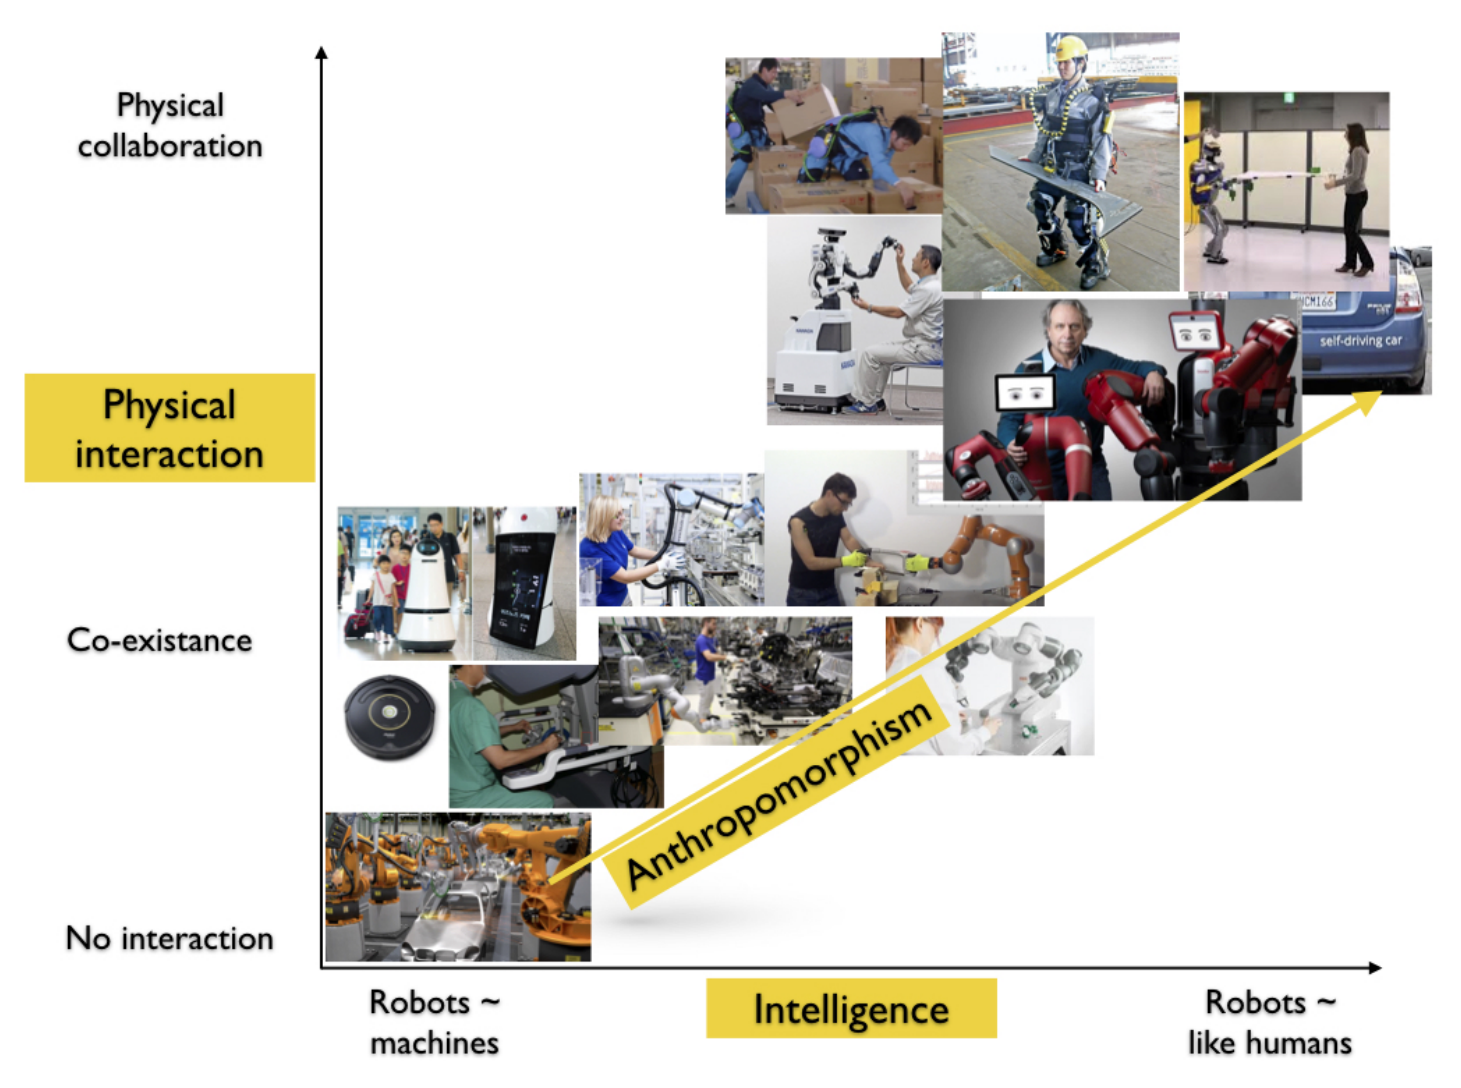 Physical
collaboration
Physical
interaction
Co-existance
No interaction
self-driving car
Anthropomorphism
Robots ~
machines
Intelligence
Robots ~
like humans